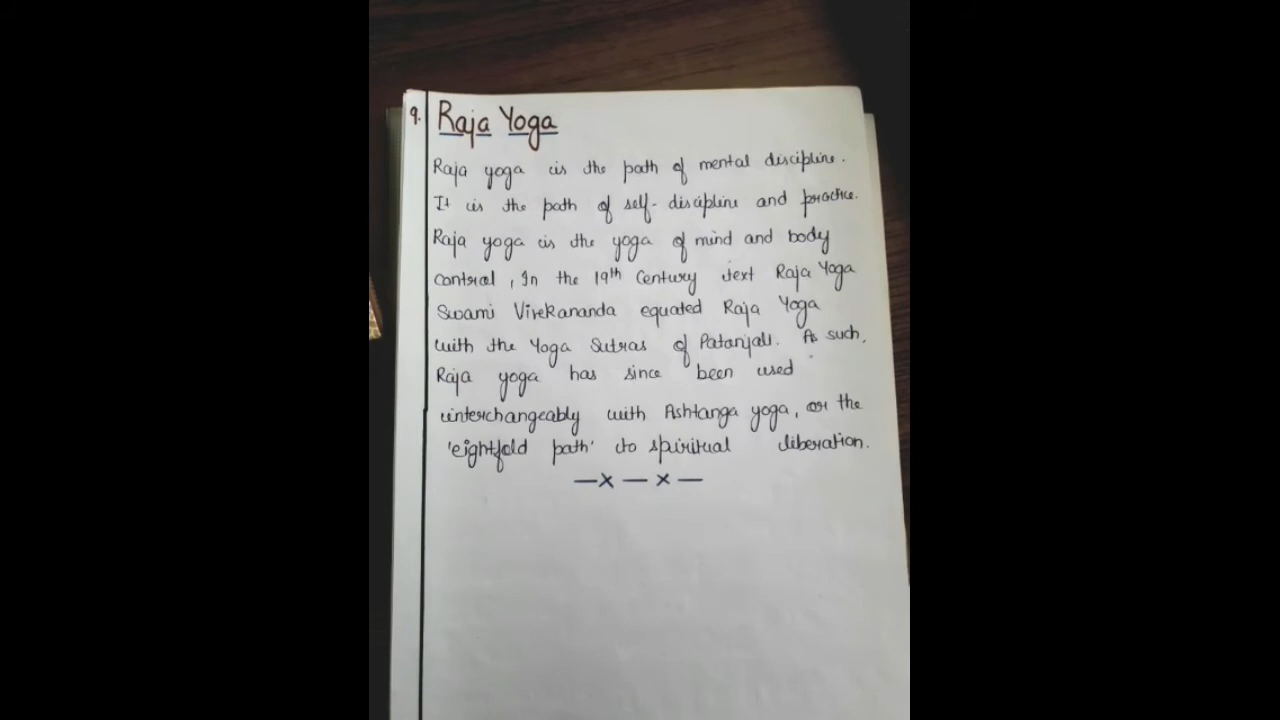 9. Raja Yoga
Raja yoga is the path of mental discipline.
It is the path of self-discipline and practice.
Raja yoga is the yoga of mind and body
control, In the 19th Century text Raja Yoga
Swami Vivekananda equated Raja Yoga
with the Yoga Sutras of Patanjali. As such,
Raja yoga has since been used
interchangeably with Ashtanga yoga, or the
'eightfold path' to spiritual liberation.
—x—x—